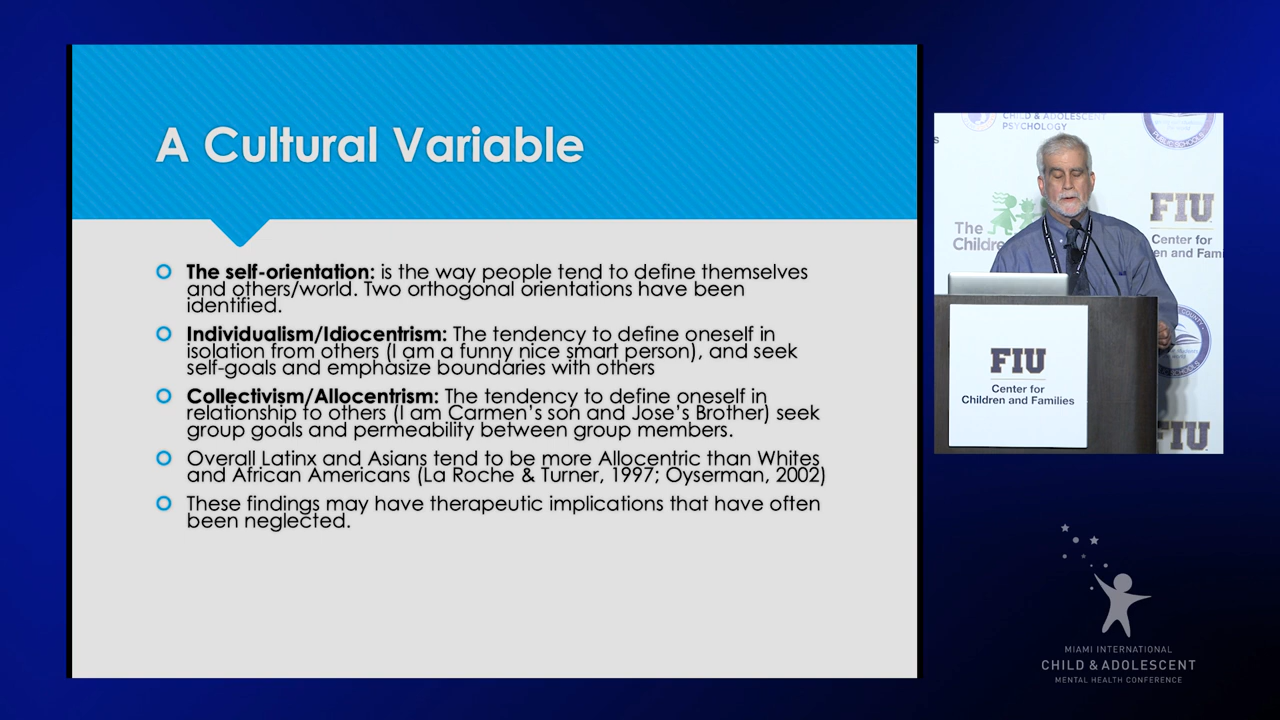 A Cultural Variable
The self-orientation: is the way people tend to define themselves
and others/world. Two orthogonal orientations have been
identified.
Individualism/Idiocentrism: The tendency to define oneself in
isolation from others (I am a funny nice smart person), and seek
self-goals and emphasize boundaries with others
Collectivism/Allocentrism: The tendency to define oneself in
relationship to others (I am Carmen's son and Jose's Brother) seek
group goals and permeability between group members.
Overall Latinx and Asians tend to be more Allocentric than Whites
and African Americans (La Roche & Turner, 1997; Oyserman, 2002)
These findings may have therapeutic implications that have often
been neglected.
CHILD & ADOLESCENT
PSYCHOLOGY
PUBLIC SCHOOLS
The
Childre
FIU
Center for
en and Fami
FIU
Center for
Children and Families
FIU
MIAMI INTERNATIONAL
CHILD & ADOLESCENT
MENTAL HEALTH CONFERENCE